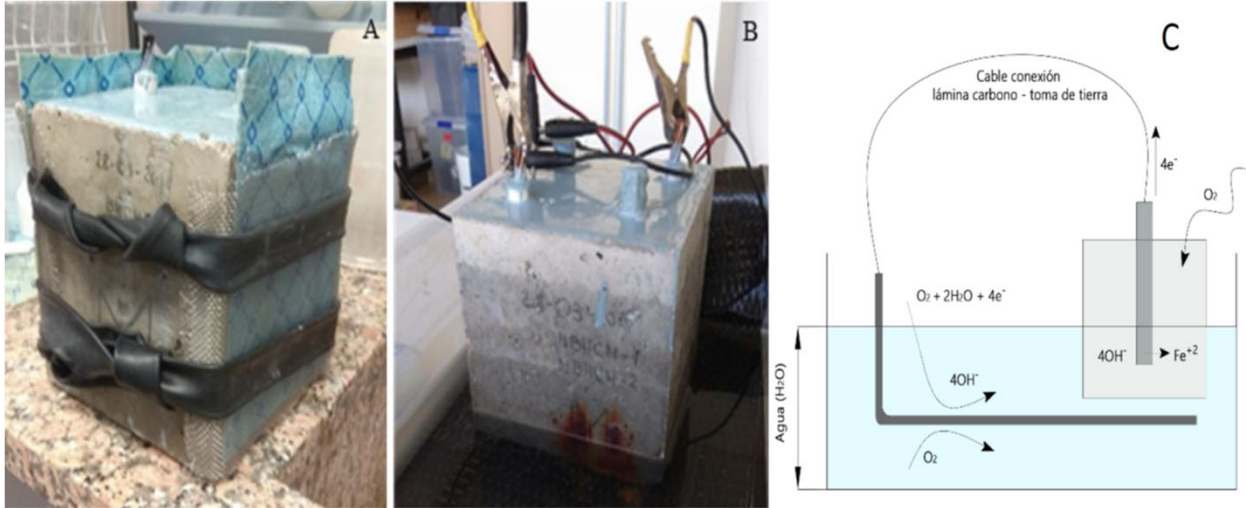 A
B
C
Cable conexión
lámina carbono - toma de tierra
4e⁻
O₂
O₂ + 2H₂O + 4e⁻
4OH⁻
4OH⁻
Fe⁺²
O₂
Agua (H₂O)